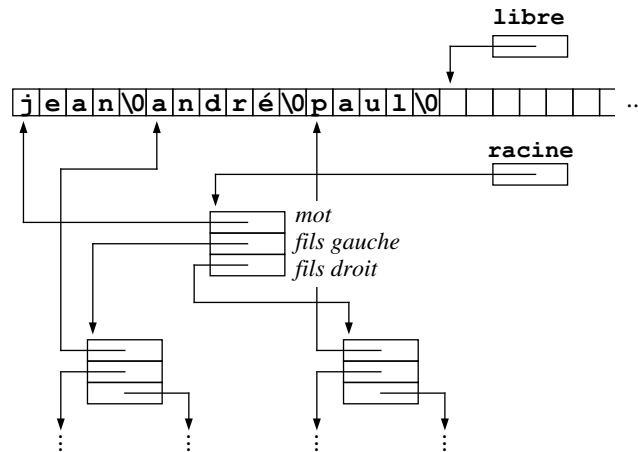 libre
jean\0andré\0paul\0 ..
racine
mot
fils gauche
fils droit